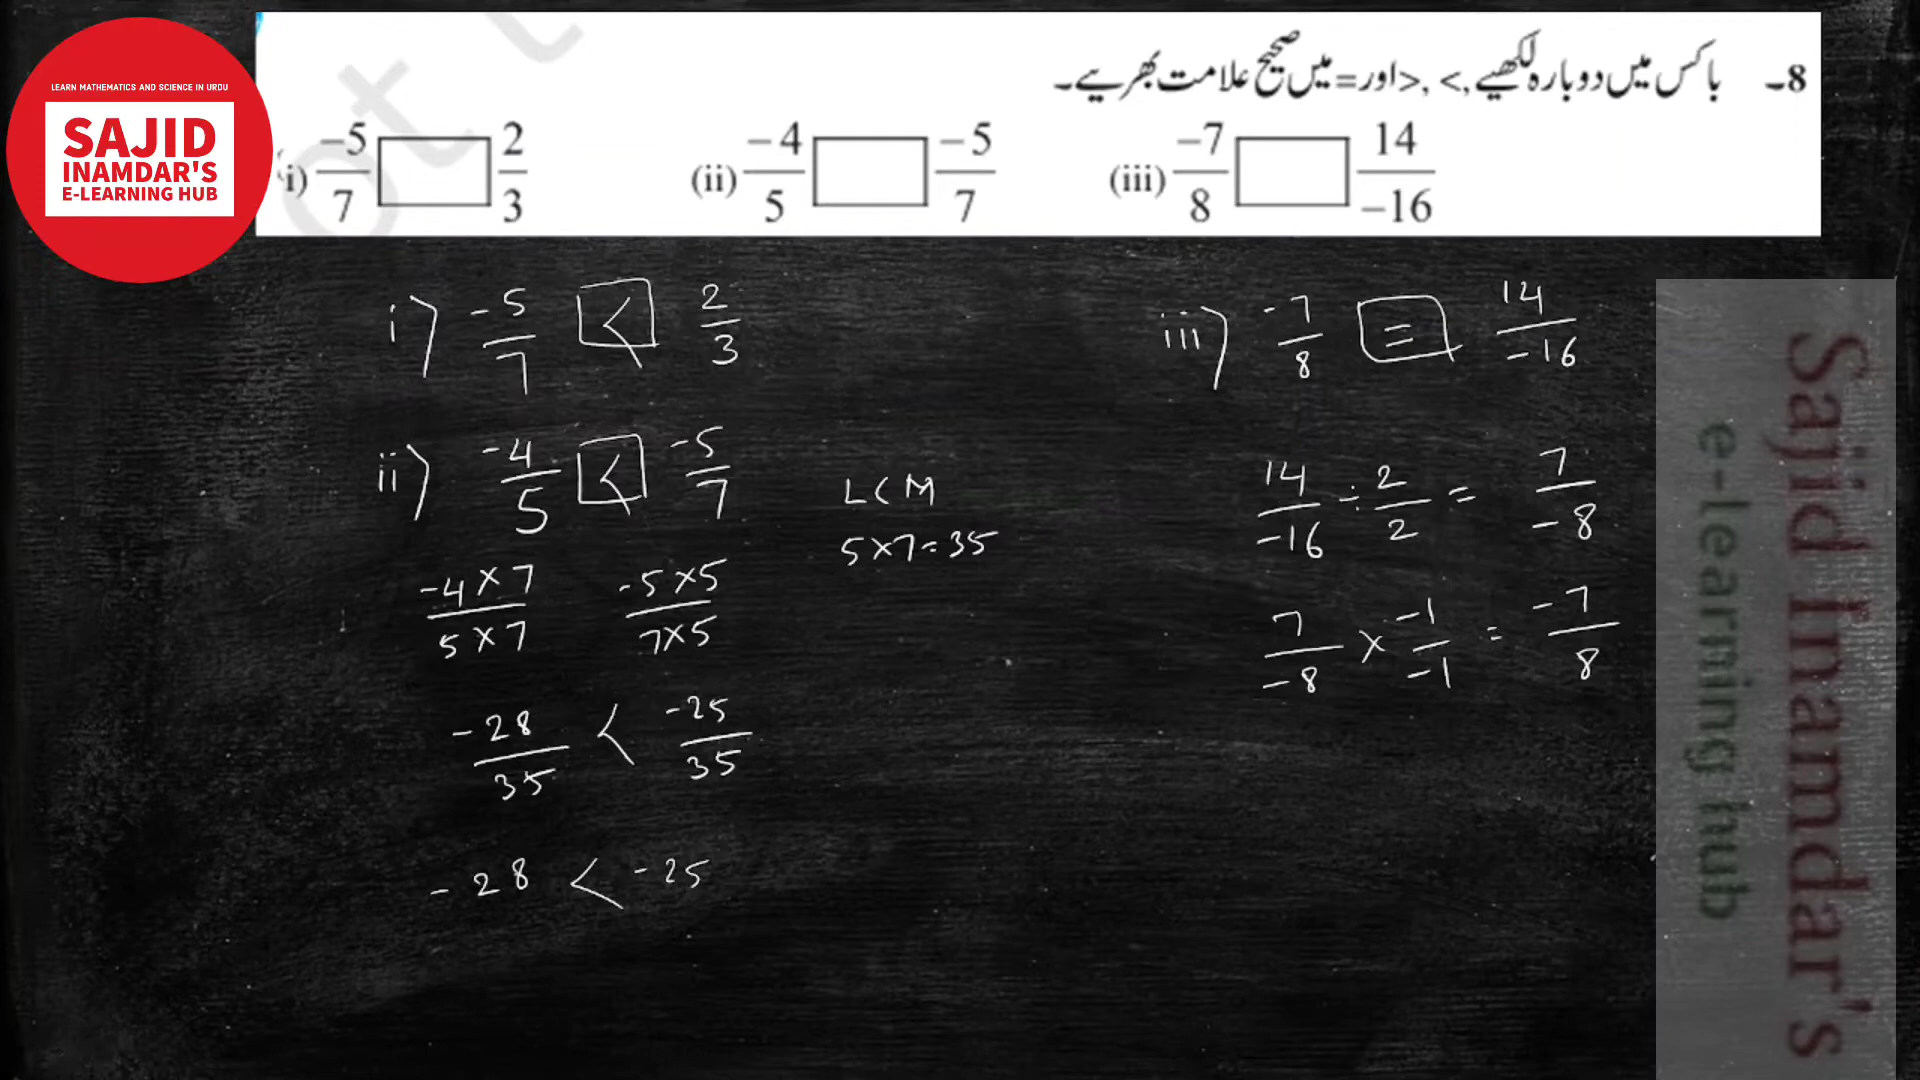 LEARN MATHEMATICS AND SCIENCE IN URDU
SAJID
INAMDAR'S
E-LEARNING HUB
8۔ باکس میں دوبارہ لکھیے, <, > اور = میں صحیح علامت بھریے۔
(i) -5/7 □ 2/3 (ii) -4/5 □ -5/7 (iii) -7/8 □ 14/-16
i) -5/7 < 2/3
ii) -4/5 < -5/7
LCM
5×7=35
-4×7/5×7 -5×5/7×5
-28/35 < -25/35
-28 < -25
iii) -7/8 = 14/-16
14/-16 ÷ 2/2 = 7/-8
7/-8 × -1/-1 = -7/8
Sajid Inamdar's
e-learning hub